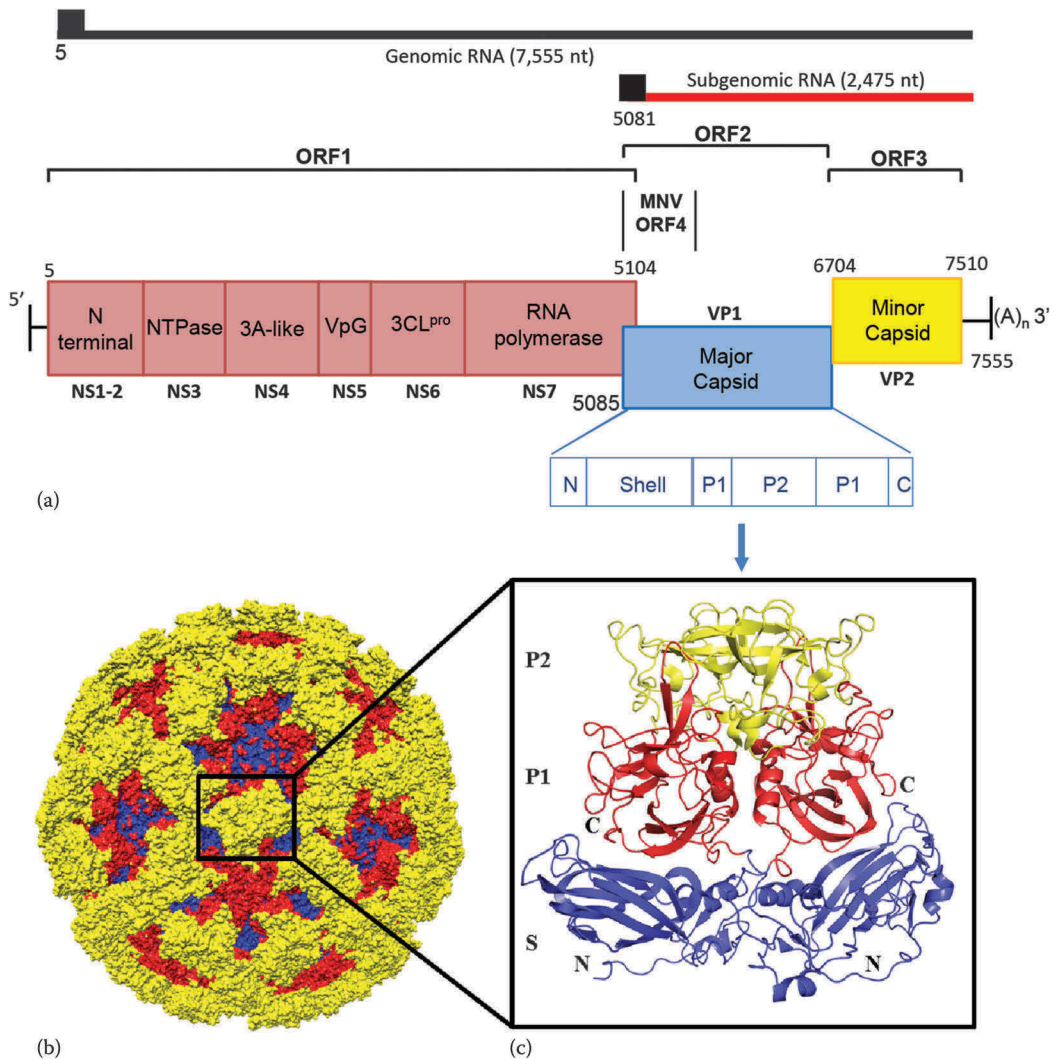 5
Genomic RNA (7,555 nt)
Subgenomic RNA (2,475 nt)
5081
ORF1
ORF2
ORF3
MNV
ORF4
5
5104
6704
7510
5′
N
terminal
NTPase
3A-like
VpG
3CLpro
RNA
polymerase
VP1
Major
Capsid
Minor
Capsid
(A)n 3′
7555
NS1-2
NS3
NS4
NS5
NS6
NS7
5085
VP2
N
Shell
P1
P2
P1
C
(a)
P2
P1
C
C
S
N
N
(b)
(c)